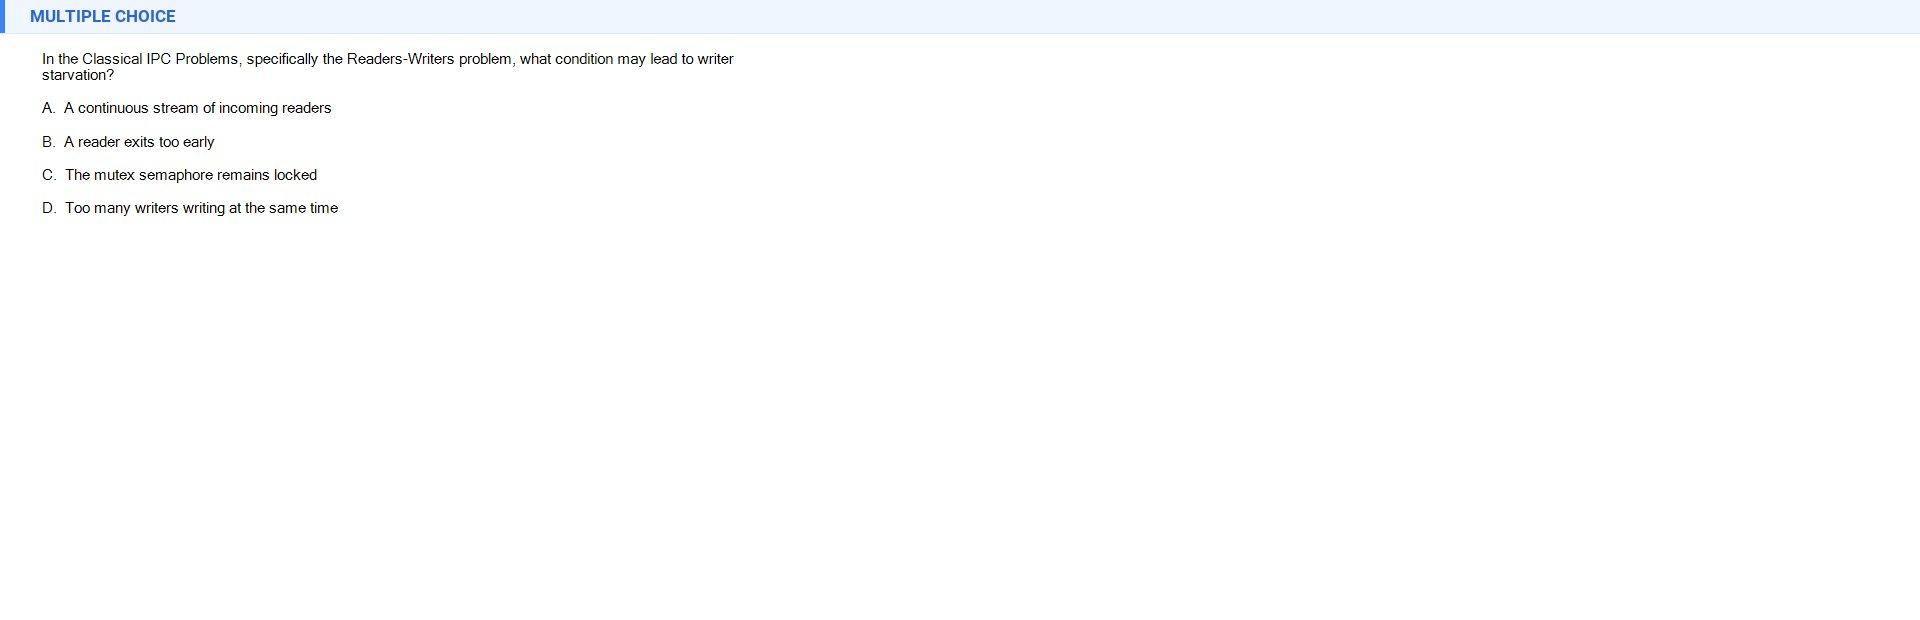 MULTIPLE CHOICE
In the Classical IPC Problems, specifically the Readers-Writers problem, what condition may lead to writer
starvation?
A. A continuous stream of incoming readers
B. A reader exits too early
C. The mutex semaphore remains locked
D. Too many writers writing at the same time